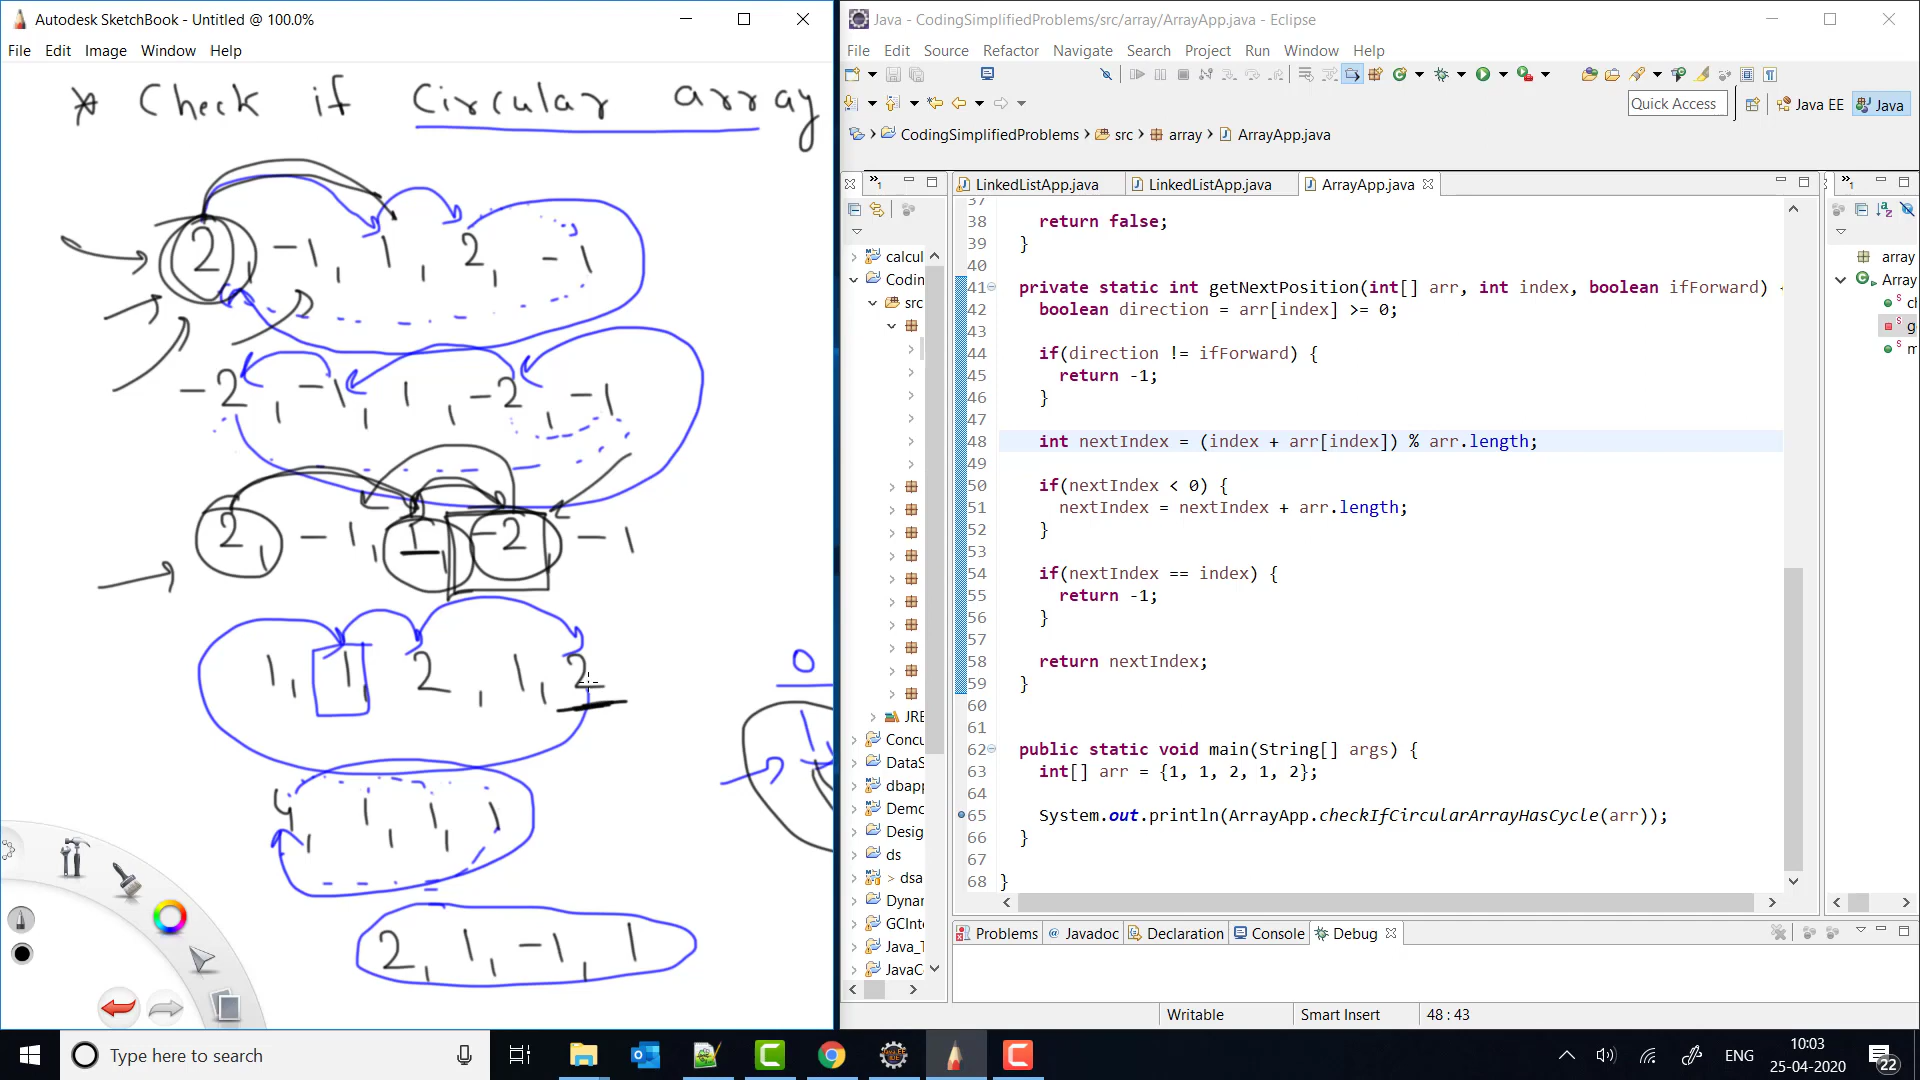 Autodesk SketchBook - Untitled @ 100.0%
File Edit Image Window Help
* Check if Circular array
2, -1, 1, 2, -1
-2, -1, 1, -2, -1
2, -1, 1, -2, -1
1, 1, 2, 1, 2
0
4, 1, 1, 1
2, 1, -1, 1
Java - CodingSimplifiedProblems/src/array/ArrayApp.java - Eclipse
File Edit Source Refactor Navigate Search Project Run Window Help
Quick Access
Java EE
Java
CodingSimplifiedProblems
src
array
ArrayApp.java
LinkedListApp.java
LinkedListApp.java
ArrayApp.java
calcul
Codin
src
JRE
Concu
DataS
dbapp
Demc
Desig
ds
> dsa
Dynar
GCInte
Java_T
JavaCo
37
38 return false;
39 }
40
41 private static int getNextPosition(int[] arr, int index, boolean ifForward) {
42 boolean direction = arr[index] >= 0;
43
44 if(direction != ifForward) {
45 return -1;
46 }
47
48 int nextIndex = (index + arr[index]) % arr.length;
49
50 if(nextIndex < 0) {
51 nextIndex = nextIndex + arr.length;
52 }
53
54 if(nextIndex == index) {
55 return -1;
56 }
57
58 return nextIndex;
59 }
60
61
62 public static void main(String[] args) {
63 int[] arr = {1, 1, 2, 1, 2};
64
65 System.out.println(ArrayApp.checkIfCircularArrayHasCycle(arr));
66 }
67
68 }
array
Array
Problems
@ Javadoc
Declaration
Console
Debug
Writable
Smart Insert
48 : 43
Type here to search
ENG
10:03
25-04-2020
22